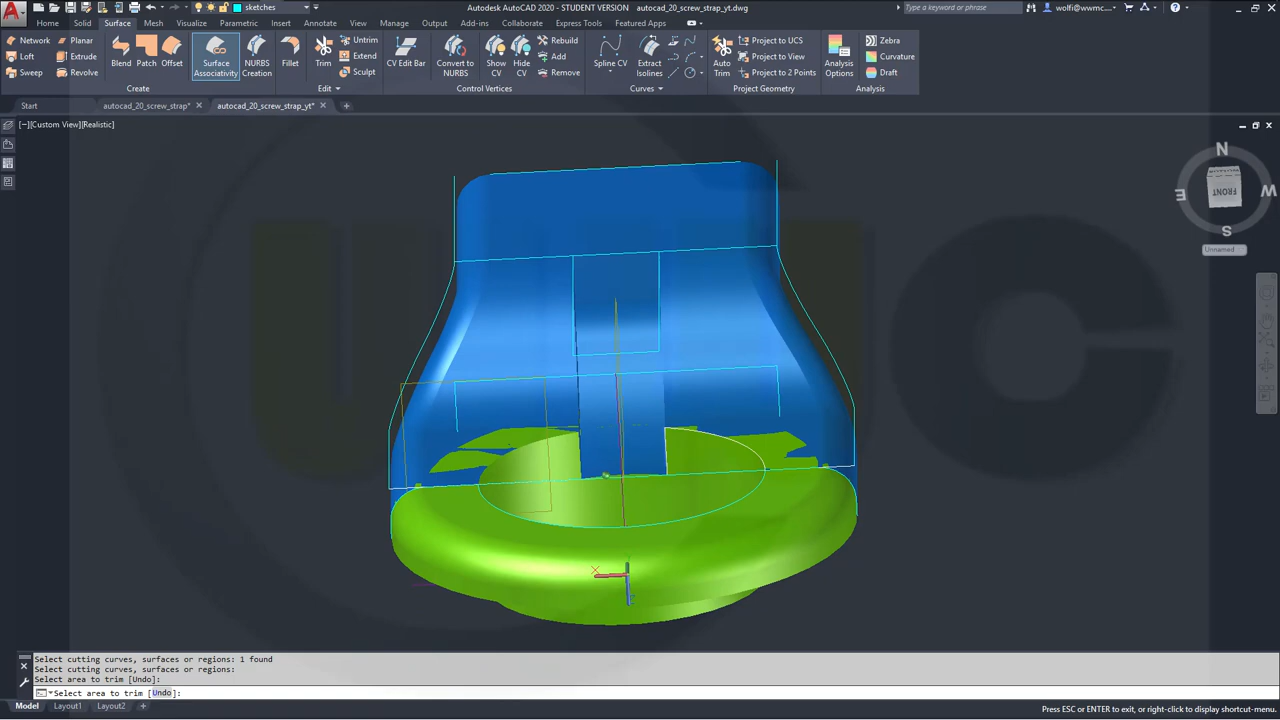 sketches
Autodesk AutoCAD 2020 - STUDENT VERSION autocad_20_screw_strap_yt.dwg
Type a keyword or phrase
wolfi@wwmc...
Home Solid Surface Mesh Visualize Parametric Insert Annotate View Manage Output Add-ins Collaborate Express Tools Featured Apps
Network Planar
Loft Extrude
Sweep Revolve
Blend Patch Offset
Surface
Associativity
NURBS
Creation
Fillet
Trim
Untrim
Extend
Sculpt
CV Edit Bar
Convert to
NURBS
Show
CV
Hide
CV
Rebuild
Add
Remove
Spline CV
Extract
Isolines
Auto
Trim
Project to UCS
Project to View
Project to 2 Points
Analysis
Options
Zebra
Curvature
Draft
Create Edit Control Vertices Curves Project Geometry Analysis
Start autocad_20_screw_strap* autocad_20_screw_strap_yt*
[−][Custom View][Realistic]
N
E FRONT W
S
Unnamed
Select cutting curves, surfaces or regions: 1 found
Select cutting curves, surfaces or regions:
Select area to trim [Undo]:
Select area to trim [Undo]:
Model Layout1 Layout2
Press ESC or ENTER to exit, or right-click to display shortcut-menu.